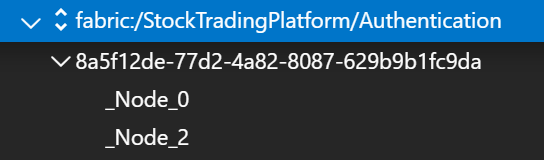 fabric:/StockTradingPlatform/Authentication
8a5f12de-77d2-4a82-8087-629b9b1fc9da
_Node_0
_Node_2